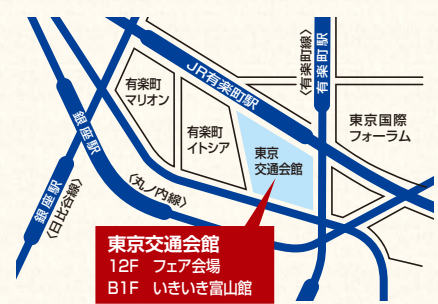 〈有楽町線〉
有楽町駅
JR有楽町駅
有楽町
マリオン
有楽町
イトシア
東京
交通会館
東京国際
フォーラム
銀座駅
〈丸ノ内線〉
銀座駅
〈日比谷線〉
東京交通会館
12F フェア会場
B1F いきいき富山館